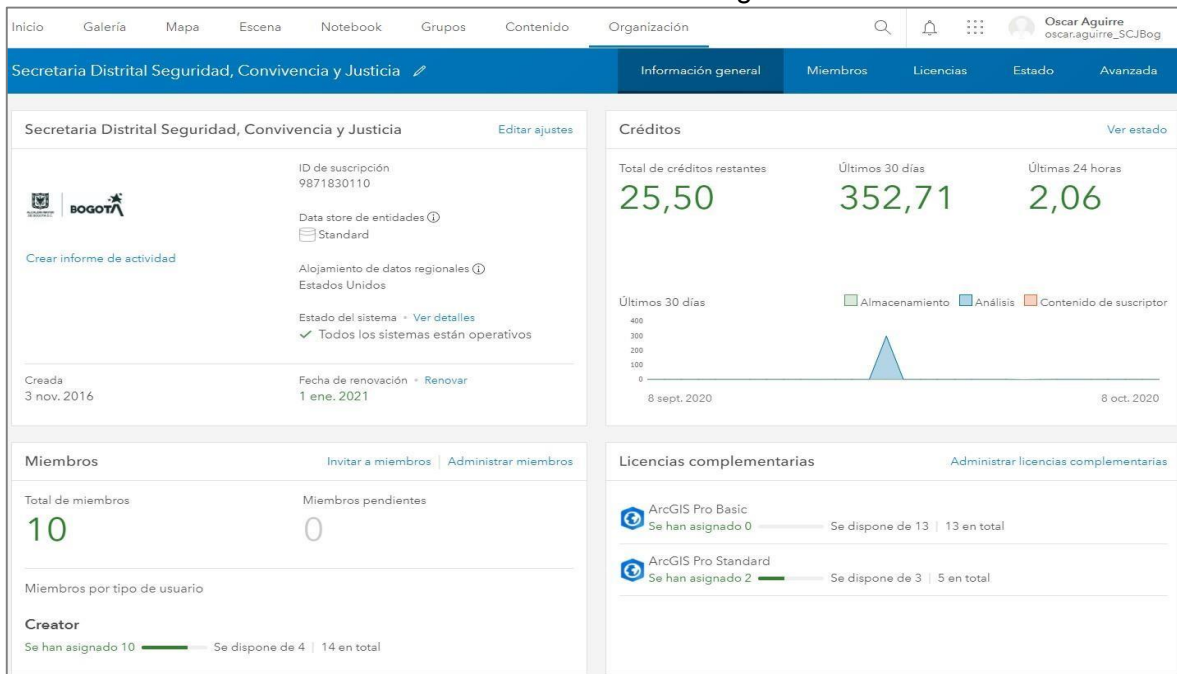 Inicio Galería Mapa Escena Notebook Grupos Contenido Organización Oscar Aguirre
oscar.aguirre_SCJBog
Secretaria Distrital Seguridad, Convivencia y Justicia Información general Miembros Licencias Estado Avanzada
Secretaria Distrital Seguridad, Convivencia y Justicia Editar ajustes
BOGOTÁ
Crear informe de actividad
ID de suscripción
9871830110
Data store de entidades
Standard
Alojamiento de datos regionales
Estados Unidos
Estado del sistema • Ver detalles
Todos los sistemas están operativos
Creada
3 nov. 2016
Fecha de renovación • Renovar
1 ene. 2021
Créditos Ver estado
Total de créditos restantes Últimos 30 días Últimas 24 horas
25,50 352,71 2,06
Últimos 30 días Almacenamiento Análisis Contenido de suscriptor
400
300
200
100
0
8 sept. 2020 8 oct. 2020
Miembros Invitar a miembros | Administrar miembros
Total de miembros Miembros pendientes
10 0
Miembros por tipo de usuario
Creator
Se han asignado 10 Se dispone de 4 | 14 en total
Licencias complementarias Administrar licencias complementarias
ArcGIS Pro Basic
Se han asignado 0 Se dispone de 13 | 13 en total
ArcGIS Pro Standard
Se han asignado 2 Se dispone de 3 | 5 en total